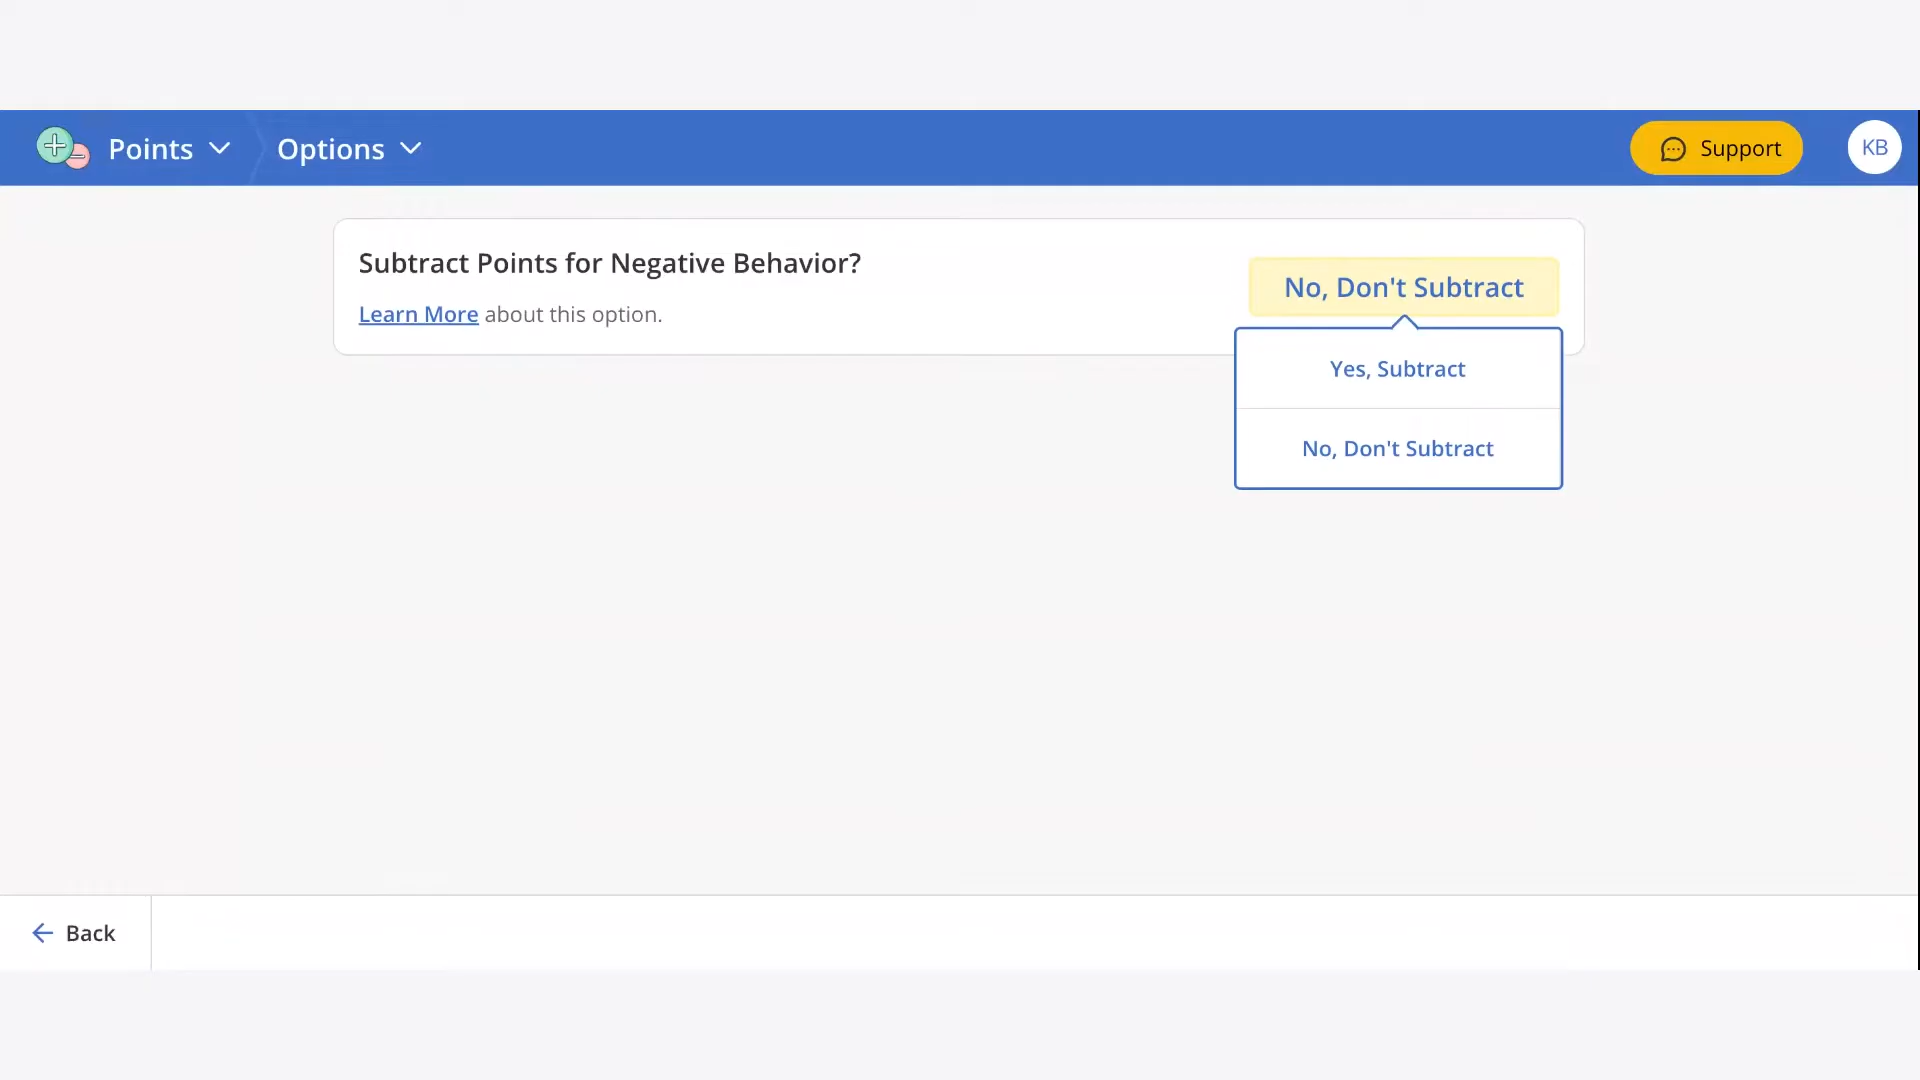 Points
Options
Support
KB
Subtract Points for Negative Behavior?
Learn More about this option.
No, Don't Subtract
Yes, Subtract
No, Don't Subtract
Back